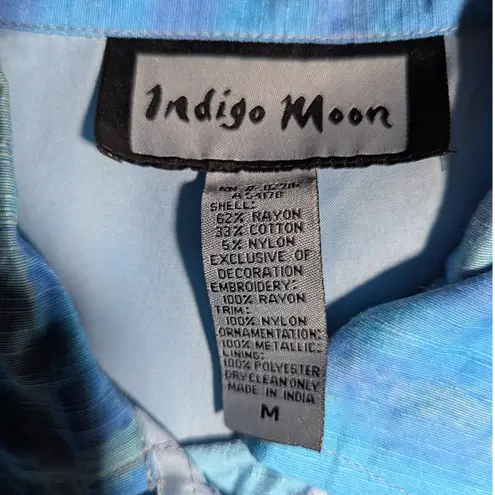 Indigo Moon
SHELL:
62% RAYON
33% COTTON
5% NYLON
EXCLUSIVE OF
DECORATION
EMBROIDERY:
100% RAYON
TRIM:
100% NYLON
ORNAMENTATION:
100% METALLIC
LINING:
100% POLYESTER
DRY CLEAN ONLY
MADE IN INDIA
M